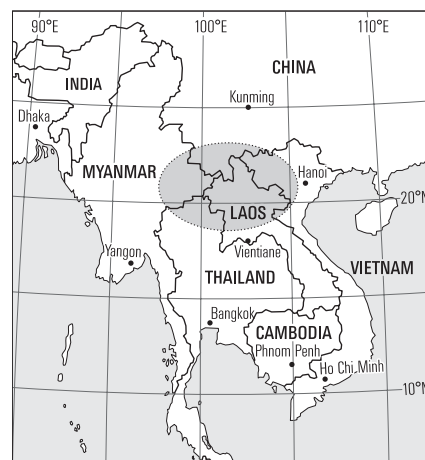 90°E
100°E
110°E
INDIA
CHINA
Kunming
Dhaka
MYANMAR
Hanoi
20°N
LAOS
Vientiane
Yangon
VIETNAM
THAILAND
Bangkok
CAMBODIA
Phnom Penh
Ho Chi Minh
10°N